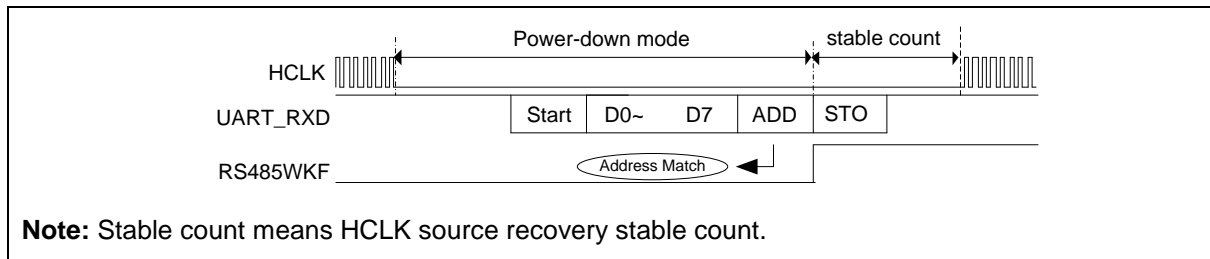 Power-down mode stable count
HCLK
UART_RXD Start D0~ D7 ADD STO
RS485WKF Address Match
Note: Stable count means HCLK source recovery stable count.